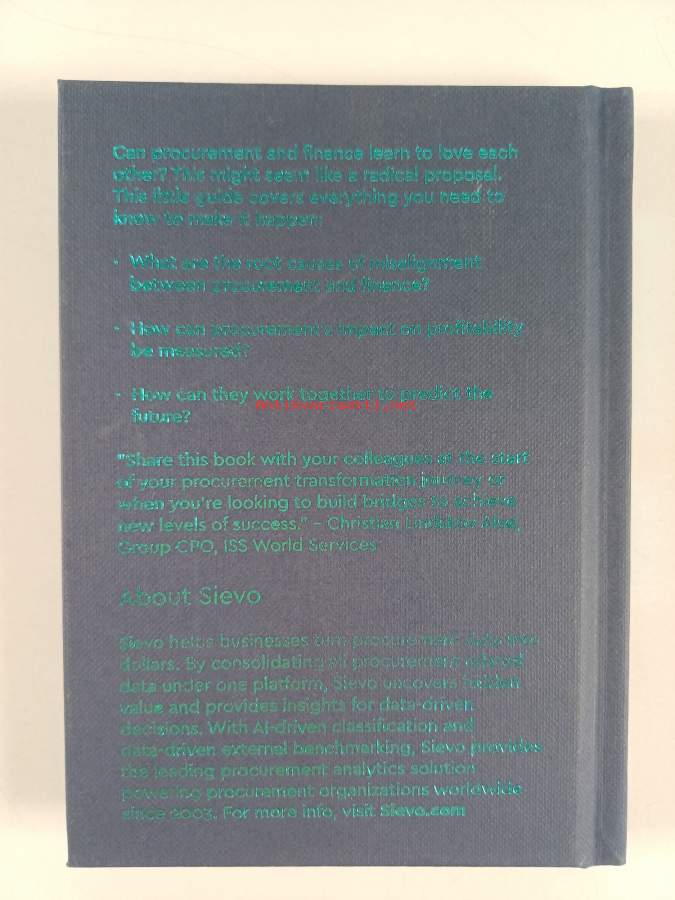 Can procurement and finance learn to love each
other? This might seem like a radical proposal.
This little guide covers everything you need to
know to make it happen:
• What are the root causes of misalignment
between procurement and finance?
• How can procurement's impact on profitability
be measured?
• How can they work together to predict the
future?
"Share this book with your colleagues at the start
of your procurement transformation journey or
when you're looking to build bridges to achieve
new levels of success." – Christian
Group CPO, ISS World Services
About Sievo
Sievo helps businesses turn procurement data into
dollars. By consolidating all procurement related
data under one platform, Sievo uncovers hidden
value and provides insights for data-driven
decisions. With AI-driven classification and
data-driven external benchmarking, Sievo provides
the leading procurement analytics solution
powering procurement organizations worldwide
since 2003. For more info, visit Sievo.com